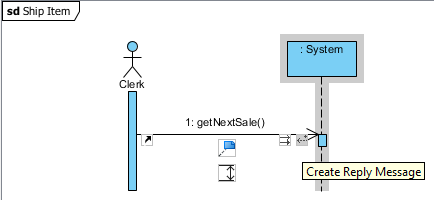 sd Ship Item
: System
Clerk
1: getNextSale()
Create Reply Message